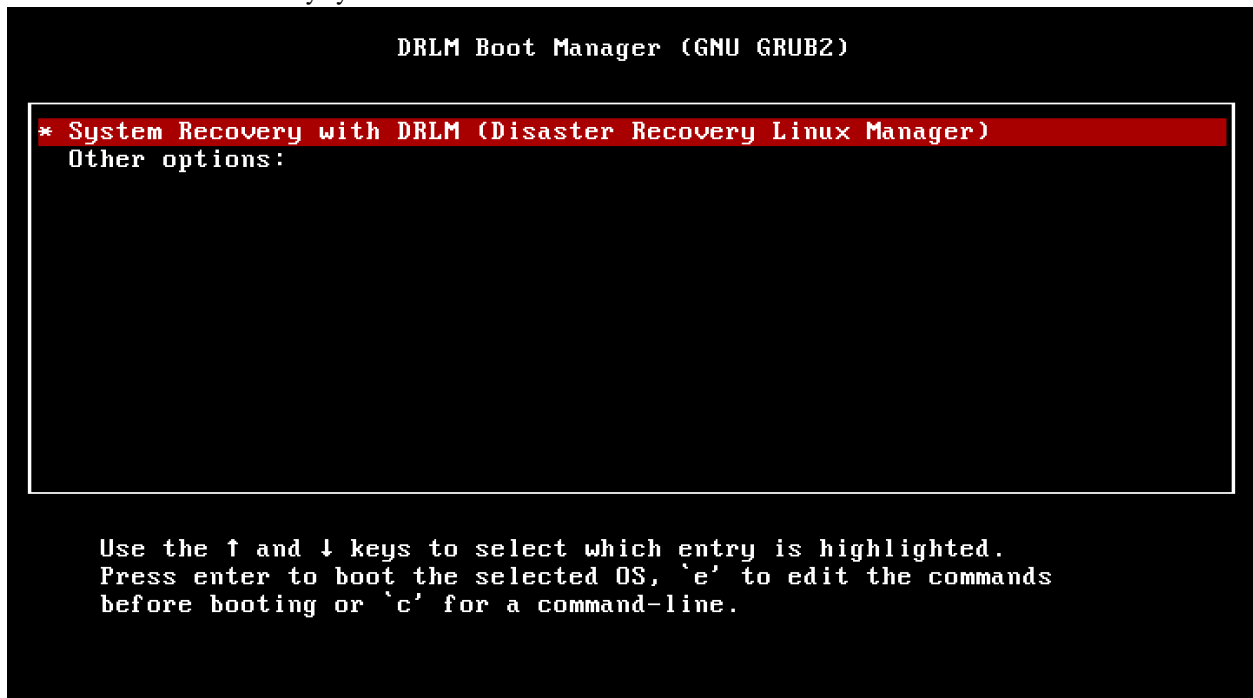 DRLM Boot Manager (GNU GRUB2)
* System Recovery with DRLM (Disaster Recovery Linux Manager)
Other options:
Use the ↑ and ↓ keys to select which entry is highlighted.
Press enter to boot the selected OS, `e' to edit the commands
before booting or `c' for a command-line.